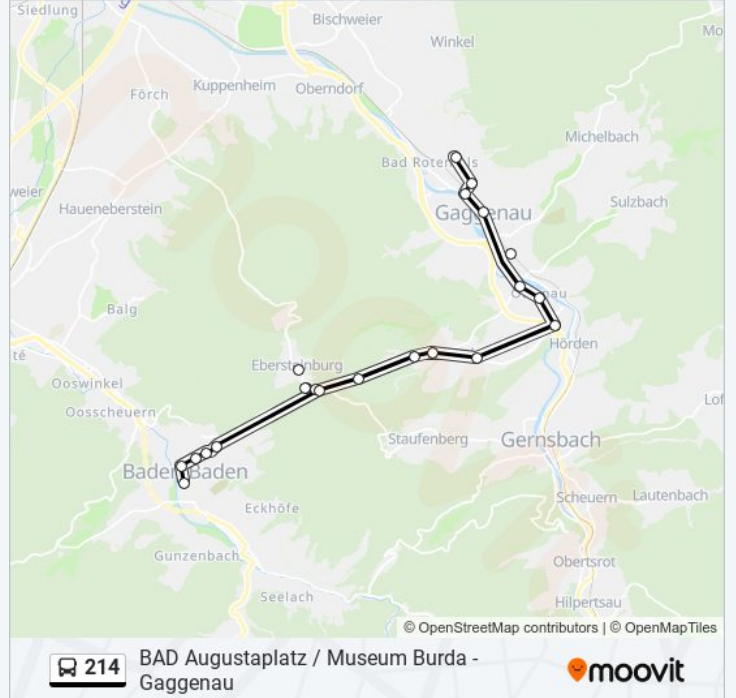 Siedlung
Bischweier
Winkel
Mo
Kuppenheim
Oberndorf
Förch
Michelbach
Bad Rotenfels
weier
Haueneberstein
Gaggenau
Sulzbach
Balg
Hörden
té
Ebersteinburg
Ooswinkel
Oosscheuern
Lof
Staufenberg
Gernsbach
Baden-Baden
Scheuern
Lautenbach
Eckhöfe
Gunzenbach
Obertsrot
Seelach
Hilpertsau
© OpenStreetMap contributors | © OpenMapTiles
214
BAD Augustaplatz / Museum Burda -
Gaggenau
moovit